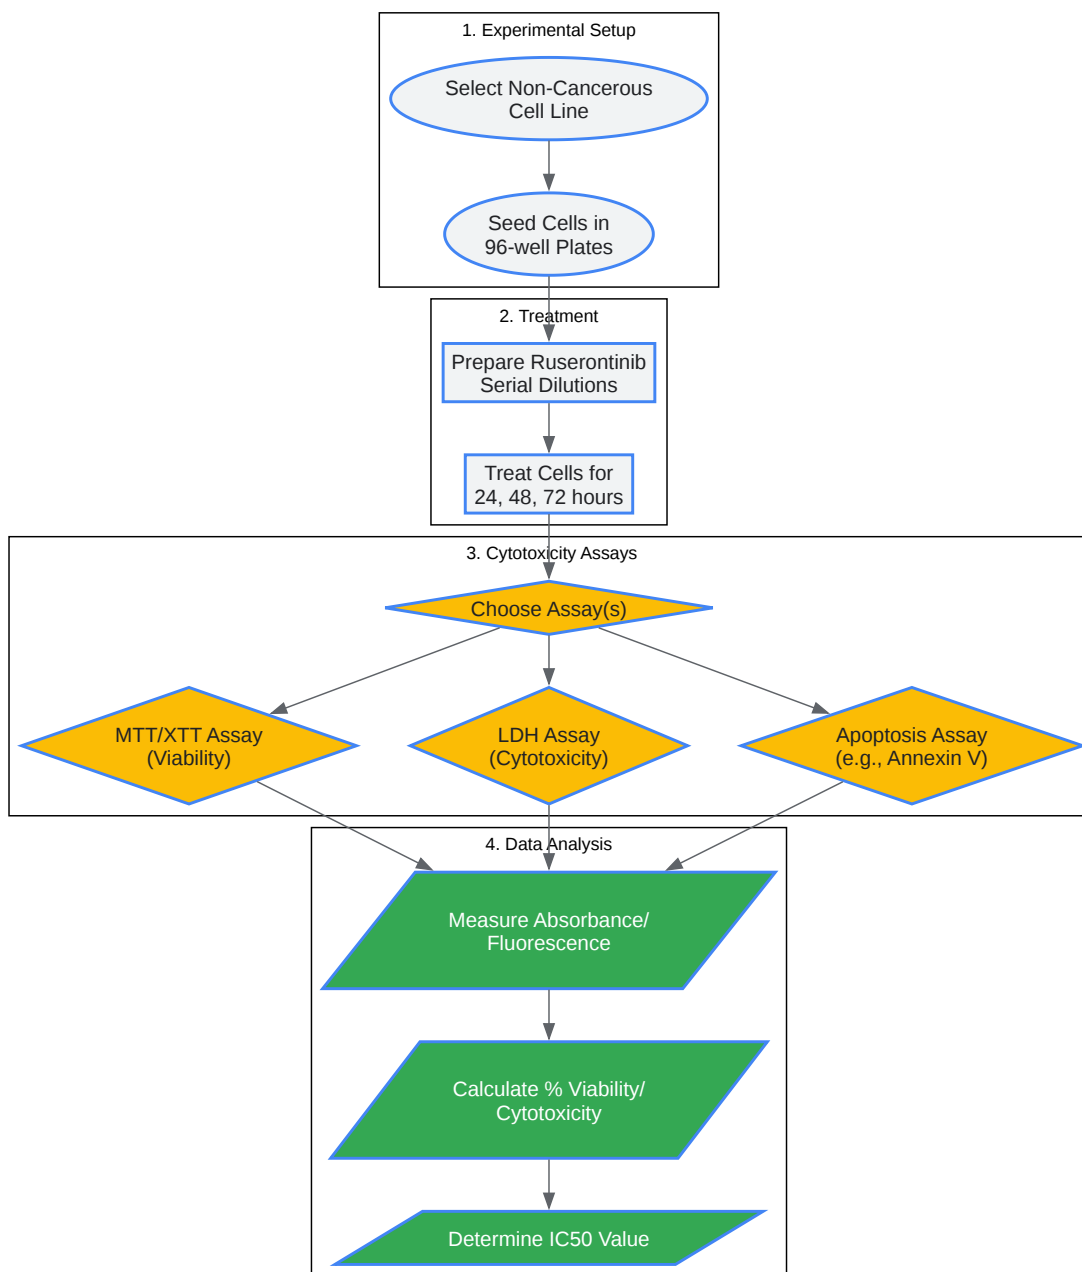 1. Experimental Setup
Select Non-Cancerous
Cell Line
Seed Cells in
96-well Plates
2. Treatment
Prepare Ruserontinib
Serial Dilutions
Treat Cells for
24, 48, 72 hours
3. Cytotoxicity Assays
Choose Assay(s)
MTT/XTT Assay
(Viability)
LDH Assay
(Cytotoxicity)
Apoptosis Assay
(e.g., Annexin V)
4. Data Analysis
Measure Absorbance/
Fluorescence
Calculate % Viability/
Cytotoxicity
Determine IC50 Value